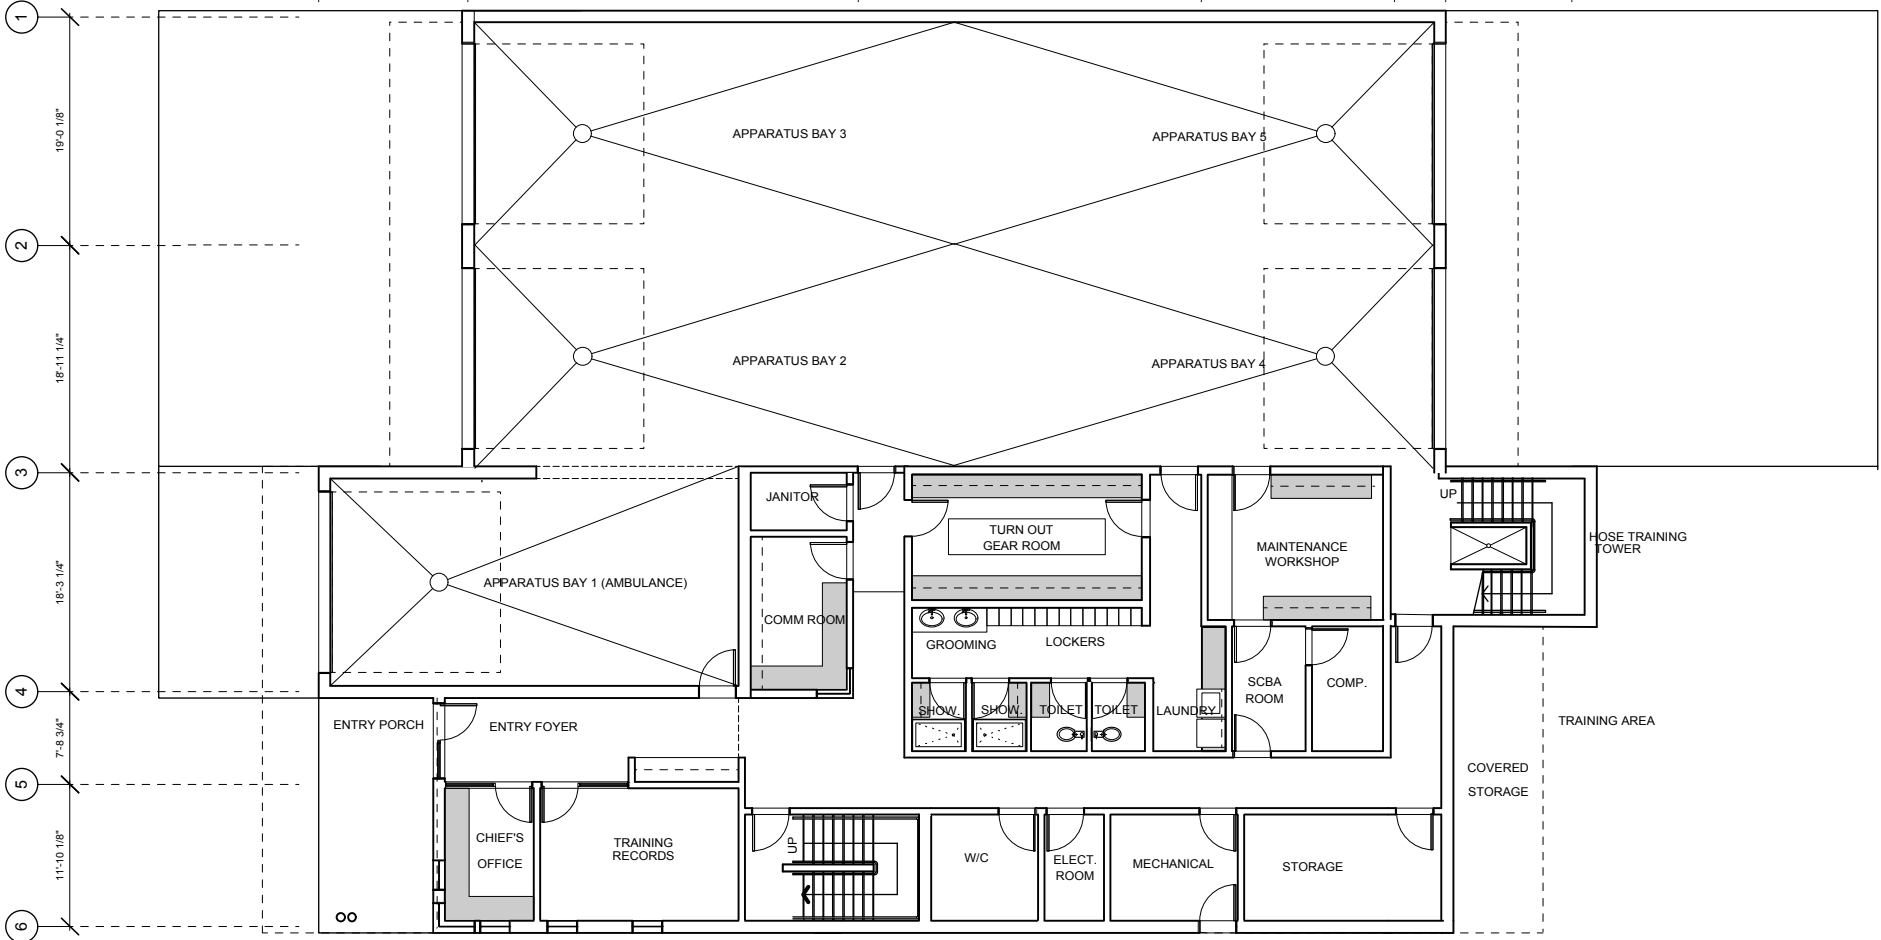 1
19'-0 1/8"
APPARATUS BAY 3
APPARATUS BAY 5
2
18'-11 1/4"
APPARATUS BAY 2
APPARATUS BAY 4
3
JANITOR
UP
TURN OUT
GEAR ROOM
HOSE TRAINING
TOWER
MAINTENANCE
WORKSHOP
18'-3 1/4"
APPARATUS BAY 1 (AMBULANCE)
COMM ROOM
GROOMING
LOCKERS
4
SCBA
ROOM
COMP.
SHOW.
SHOW.
TOILET
TOILET
LAUNDRY
ENTRY PORCH
ENTRY FOYER
TRAINING AREA
7'-8 3/4"
COVERED
STORAGE
5
CHIEF'S
OFFICE
TRAINING
RECORDS
UP
W/C
ELECT.
ROOM
MECHANICAL
STORAGE
11'-10 1/8"
6